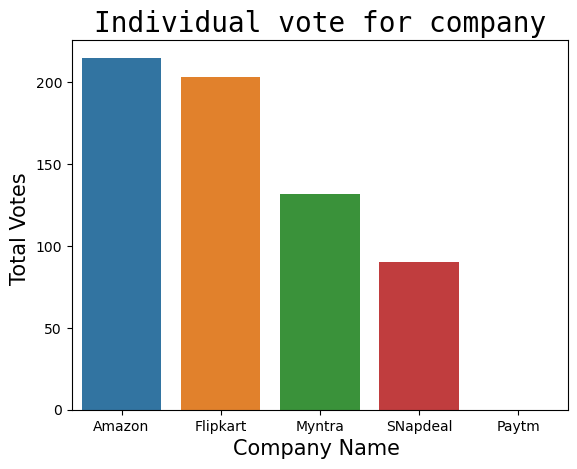 Individual vote for company
200
150
100
50
0
Total Votes
Amazon Flipkart Myntra SNapdeal Paytm
Company Name